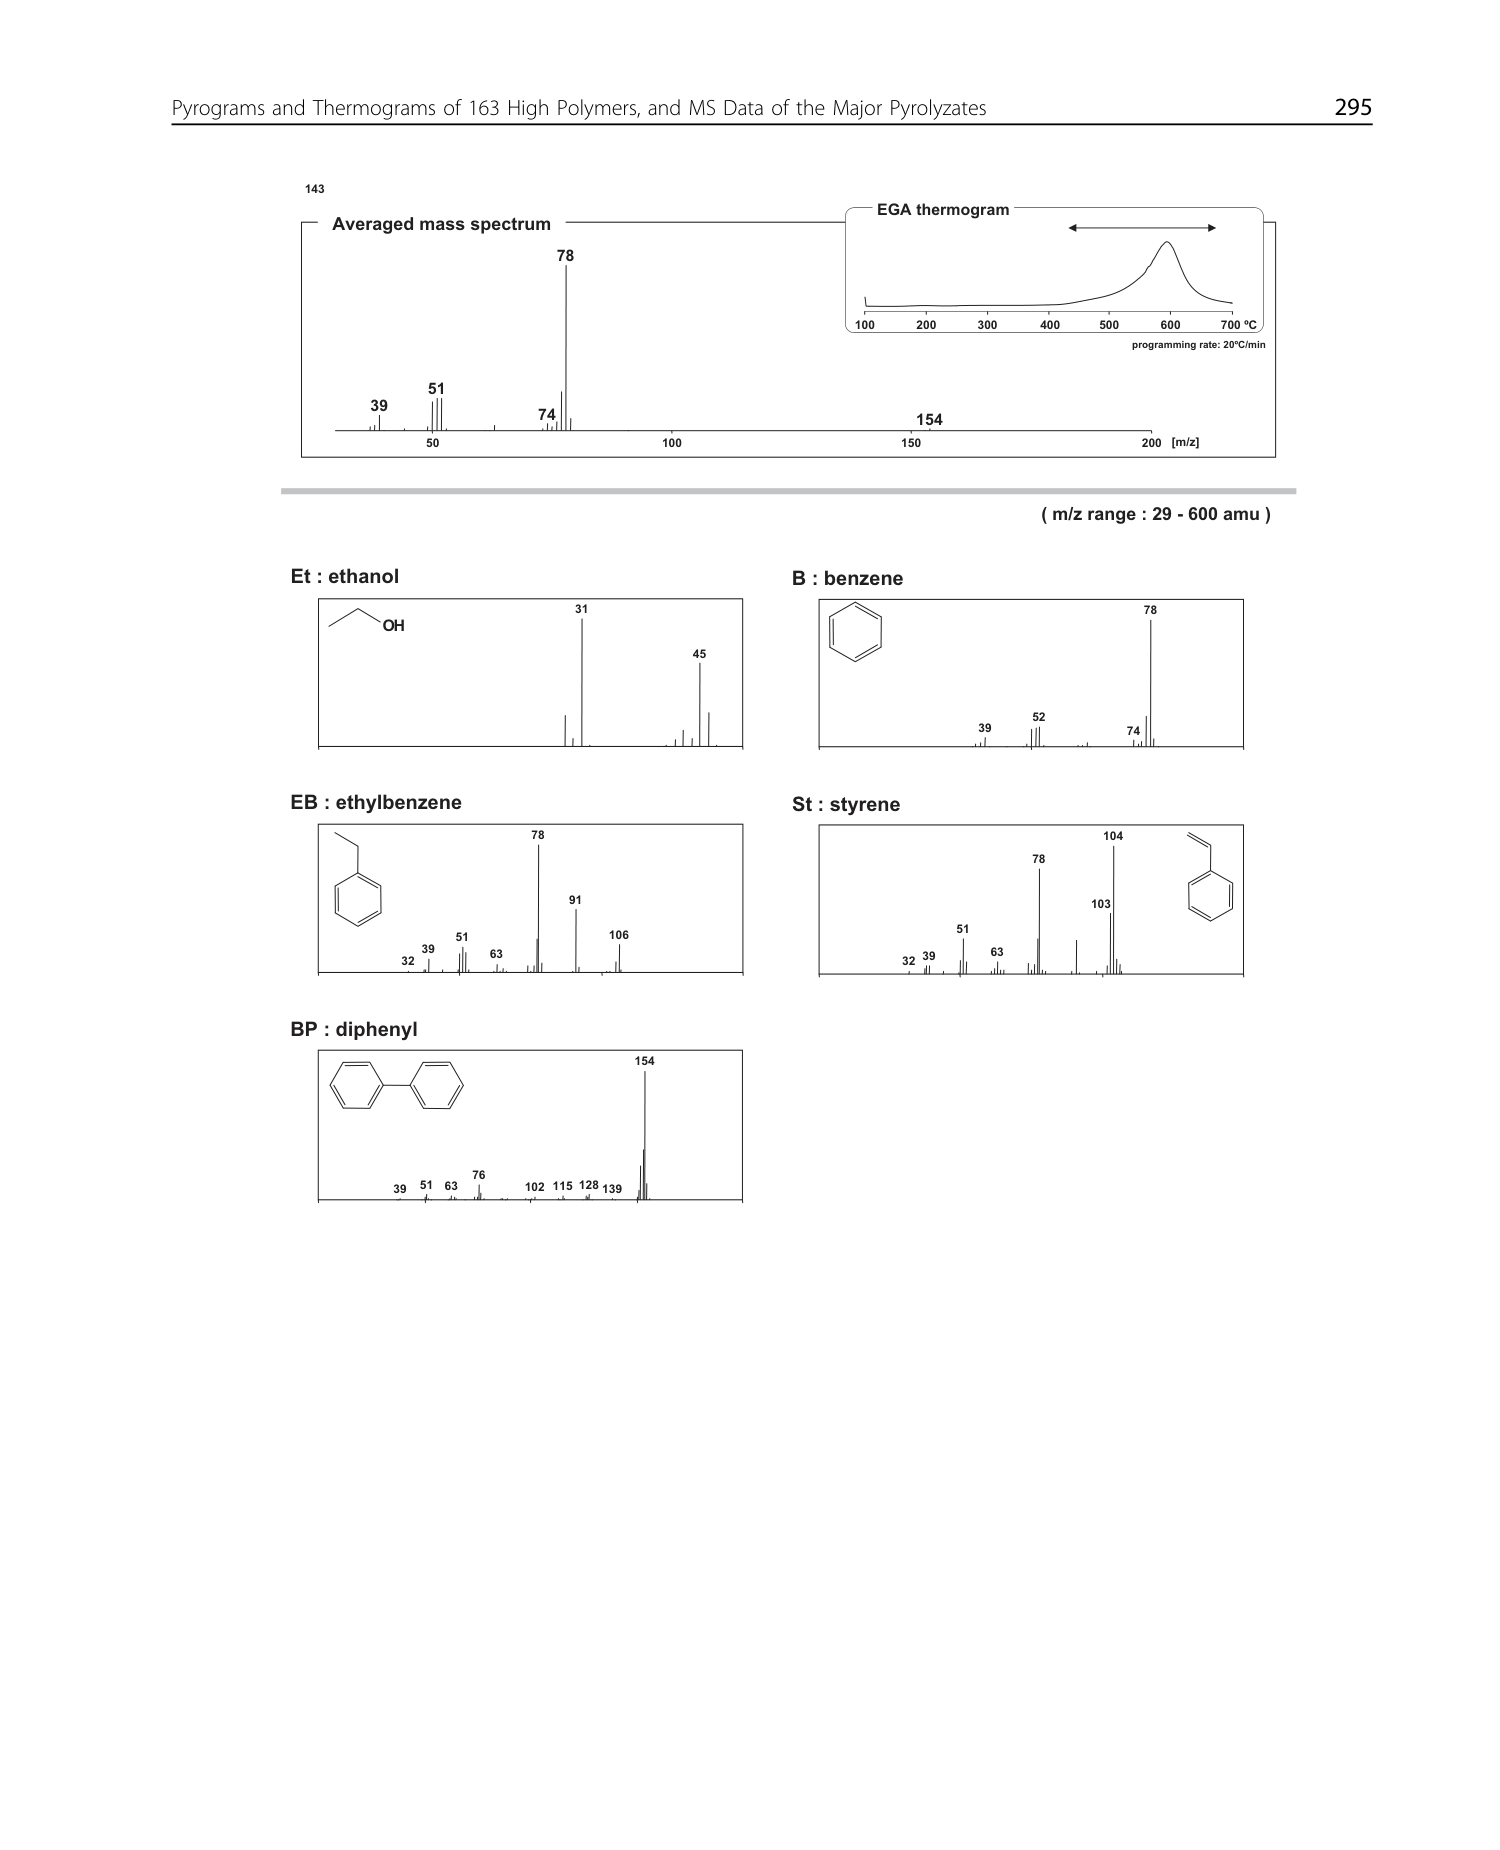 Pyrograms and Thermograms of 163 High Polymers, and MS Data of the Major Pyrolyzates 295
143
Averaged mass spectrum
EGA thermogram
78
100 200 300 400 500 600 700 ºC
programming rate: 20ºC/min
39 51 74 154
50 100 150 200 [m/z]
( m/z range : 29 - 600 amu )
Et : ethanol
OH
31
45
B : benzene
78
39 52 74
EB : ethylbenzene
78
91
32 39 51 63 106
St : styrene
104
78
103
32 39 51 63
BP : diphenyl
154
39 51 63 76 102 115 128 139